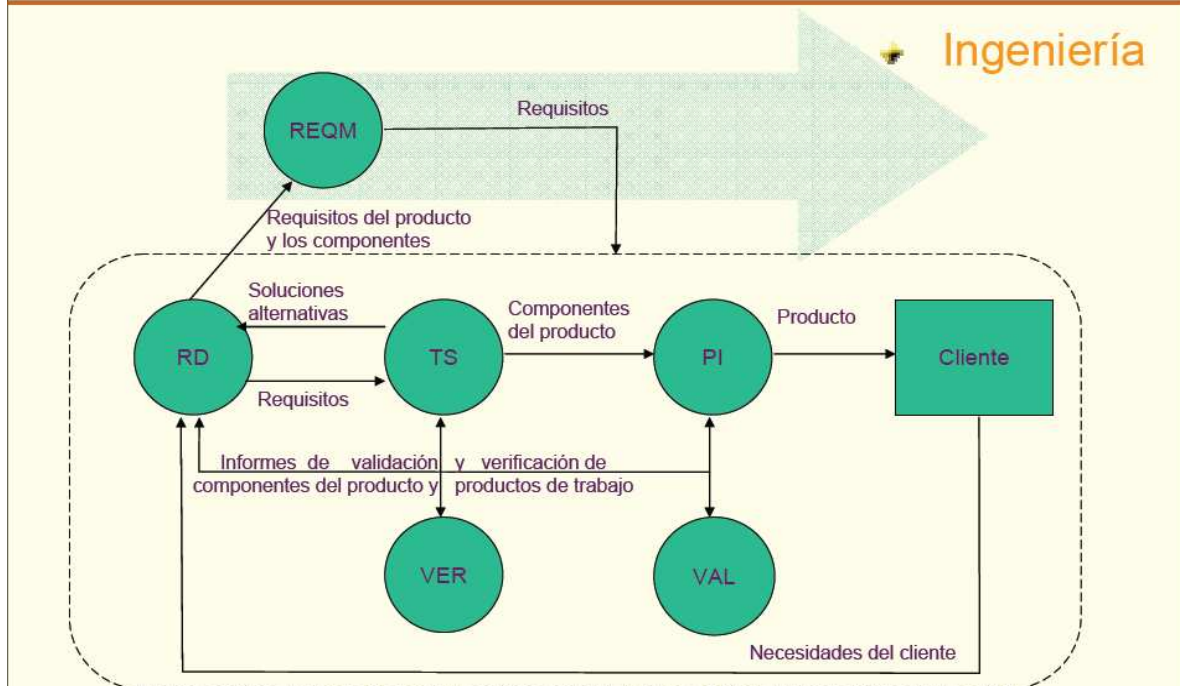 Ingeniería
REQM
Requisitos
Requisitos del producto
y los componentes
Soluciones
alternativas
Componentes
del producto
Producto
RD
TS
PI
Cliente
Requisitos
Informes de validación y verificación de
componentes del producto y productos de trabajo
VER
VAL
Necesidades del cliente